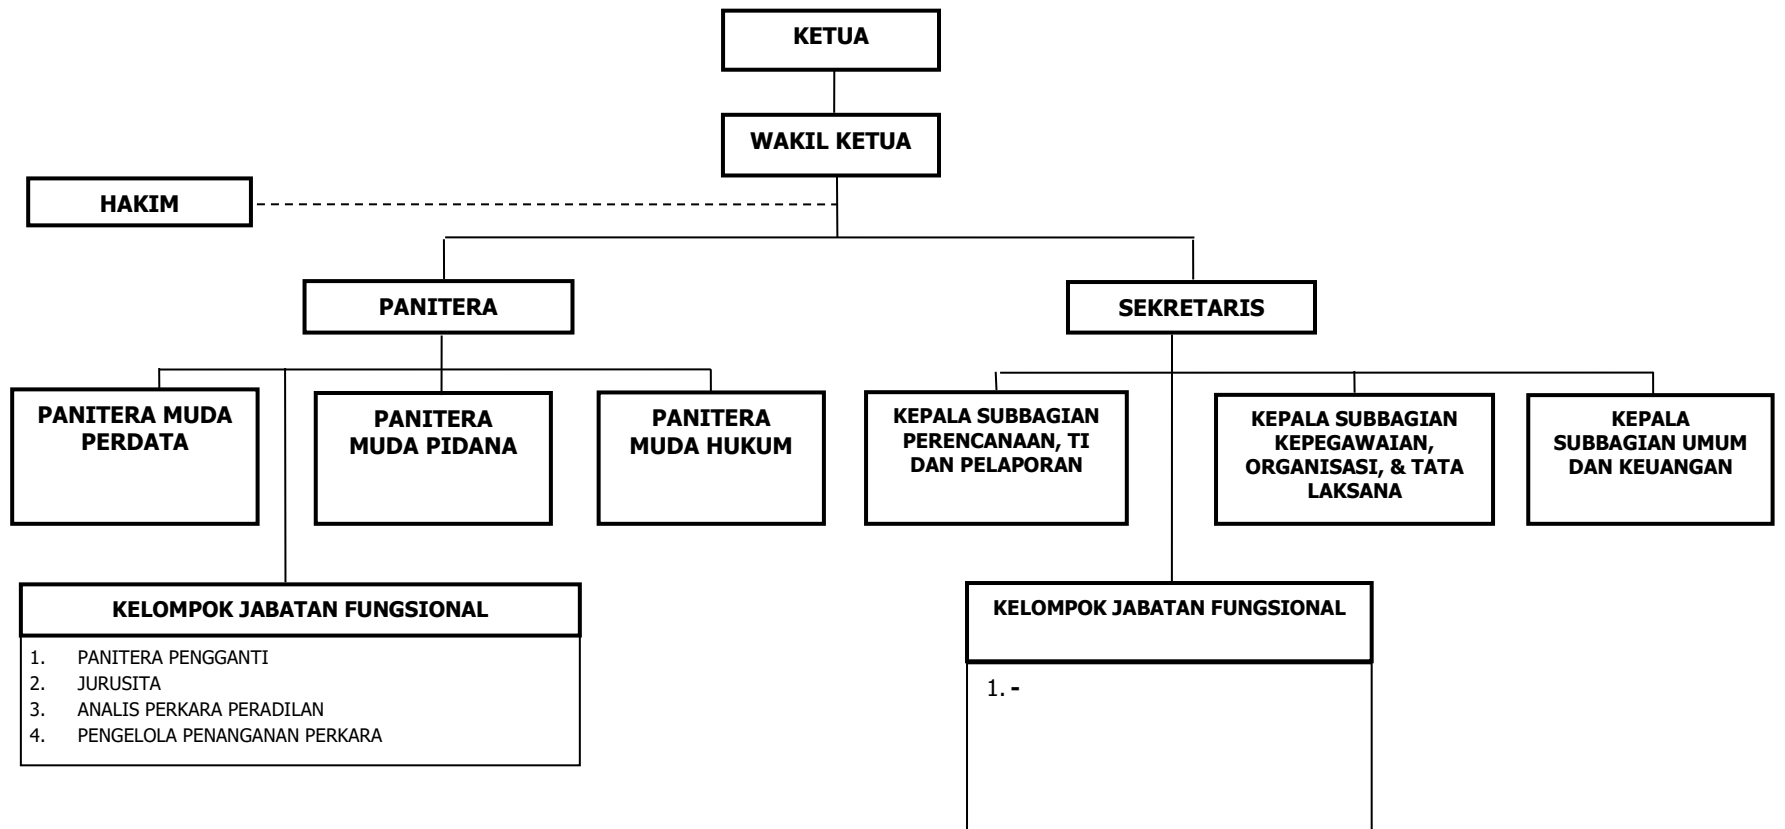 KETUA
WAKIL KETUA
HAKIM
PANITERA
SEKRETARIS
PANITERA MUDA
PERDATA
PANITERA
MUDA PIDANA
PANITERA
MUDA HUKUM
KEPALA SUBBAGIAN
PERENCANAAN, TI
DAN PELAPORAN
KEPALA SUBBAGIAN
KEPEGAWAIAN,
ORGANISASI, & TATA
LAKSANA
KEPALA
SUBBAGIAN UMUM
DAN KEUANGAN
KELOMPOK JABATAN FUNGSIONAL
1. PANITERA PENGGANTI
2. JURUSITA
3. ANALIS PERKARA PERADILAN
4. PENGELOLA PENANGANAN PERKARA
KELOMPOK JABATAN FUNGSIONAL
1. -